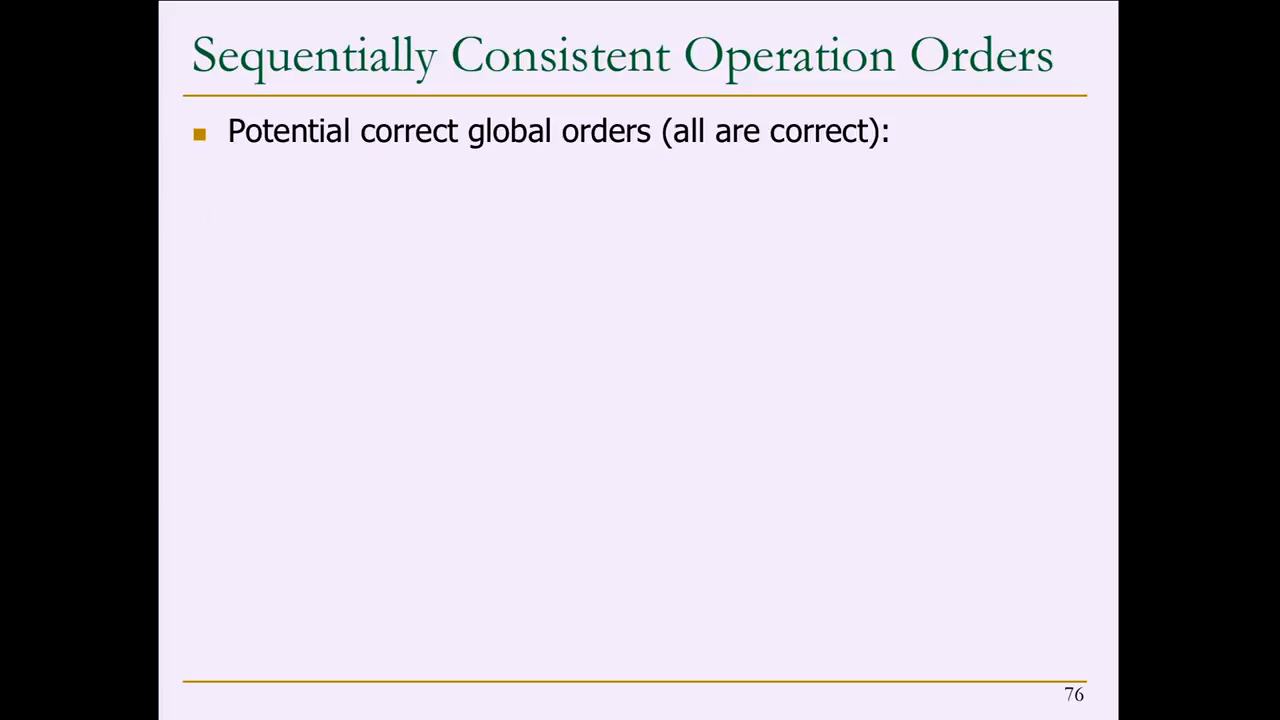 Sequentially Consistent Operation Orders
Potential correct global orders (all are correct):
76